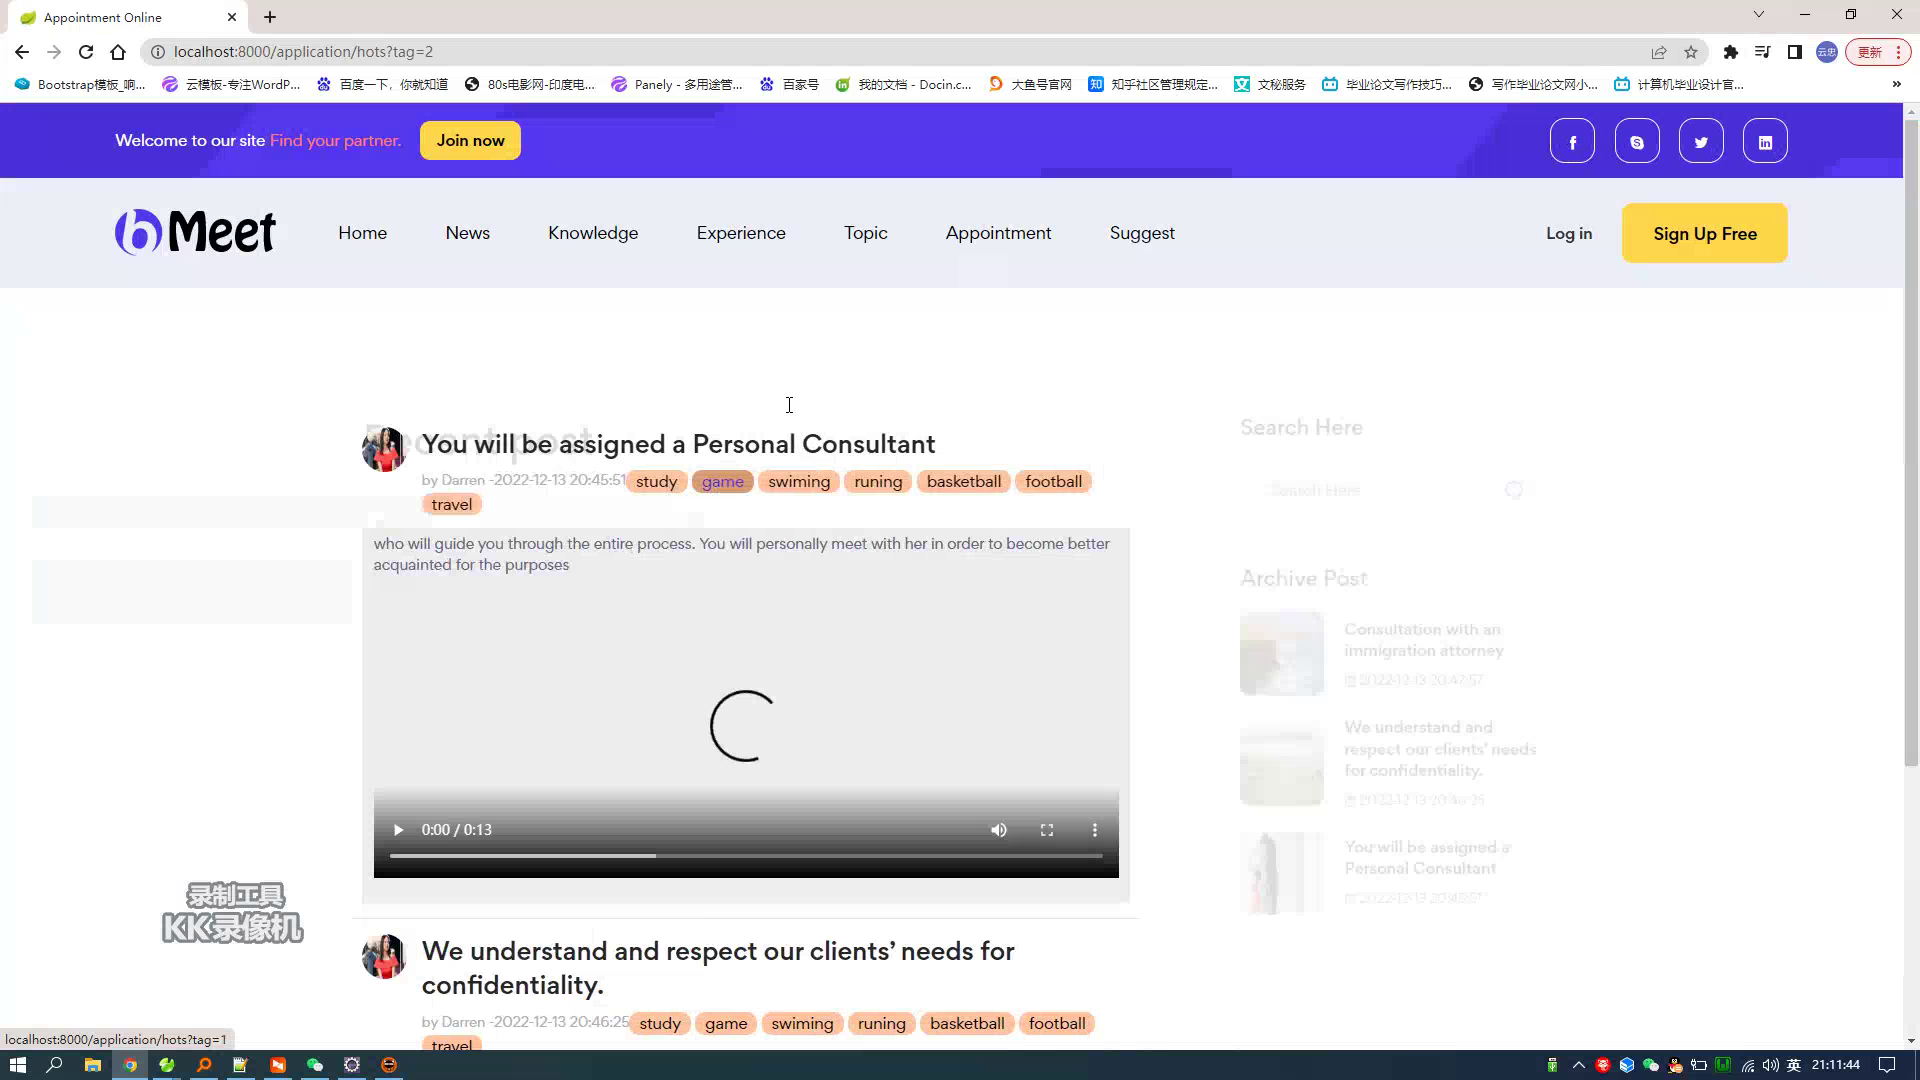 Appointment Online
localhost:8000/application/hots?tag=2
更新
Bootstrap模板_响...
云模板-专注WordP...
百度一下，你就知道
80s电影网-印度电...
Panely - 多用途管...
百家号
我的文档 - Docin.c...
大鱼号官网
知乎社区管理规定...
文秘服务
毕业论文写作技巧...
写作毕业论文网小...
计算机毕业设计官...
Welcome to our site Find your partner.
Join now
Meet
Home
News
Knowledge
Experience
Topic
Appointment
Suggest
Log in
Sign Up Free
Recent post
You will be assigned a Personal Consultant
by Darren -2022-12-13 20:45:51
study
game
swiming
runing
basketball
football
travel
who will guide you through the entire process. You will personally meet with her in order to become better
acquainted for the purposes
0:00 / 0:13
We understand and respect our clients’ needs for
confidentiality.
by Darren -2022-12-13 20:46:25
study
game
swiming
runing
basketball
football
travel
Search Here
Search Here
Archive Post
Consultation with an
immigration attorney
2022-12-13 20:47:57
We understand and
respect our clients’ needs
for confidentiality.
2022-12-13 20:46:25
You will be assigned a
Personal Consultant
2022-12-13 20:45:51
录制工具
KK录像机
localhost:8000/application/hots?tag=1
英
21:11:44